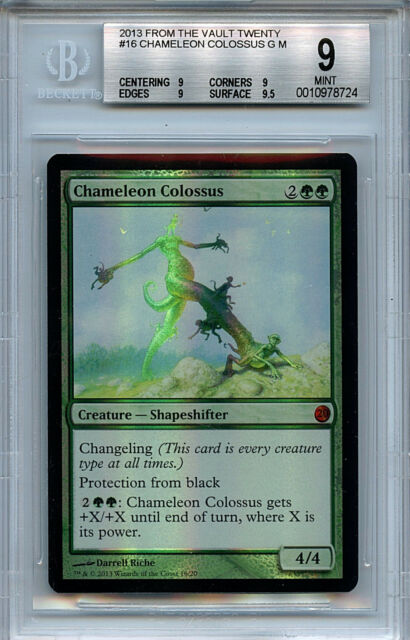 2013 FROM THE VAULT TWENTY
#16 CHAMELEON COLOSSUS G M
CENTERING 9 CORNERS 9
EDGES 9 SURFACE 9.5
9
MINT
0010978724
B
BECKETT
Chameleon Colossus 2
Creature — Shapeshifter
Changeling (This card is every creature
type at all times.)
Protection from black
2 : Chameleon Colossus gets
+X/+X until end of turn, where X is
its power.
4/4
Darrell Riche
™ & © 2013 Wizards of the Coast 16/20